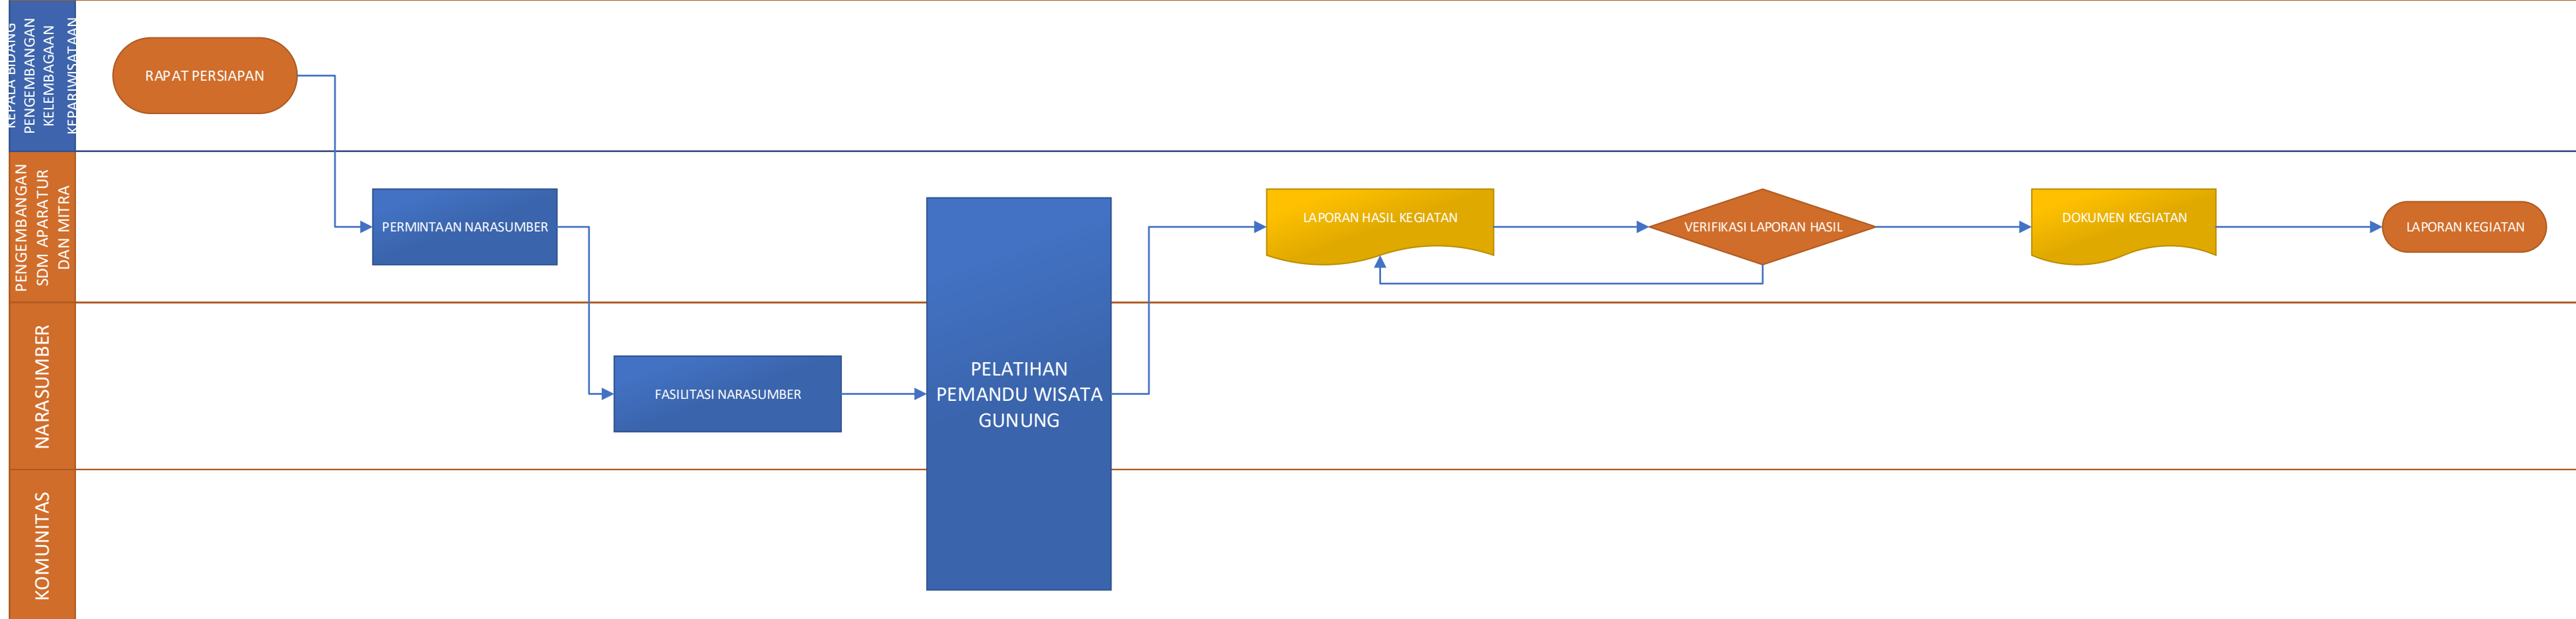 KEPALA BIDANG
PENGEMBANGAN
KELEMBAGAAN
KEPARIWISATAAN
RAPAT PERSIAPAN
PENGEMBANGAN
SDM APARATUR
DAN MITRA
PERMINTAAN NARASUMBER
LAPORAN HASIL KEGIATAN
VERIFIKASI LAPORAN HASIL
DOKUMEN KEGIATAN
LAPORAN KEGIATAN
NARASUMBER
FASILITASI NARASUMBER
PELATIHAN
PEMANDU WISATA
GUNUNG
KOMUNITAS